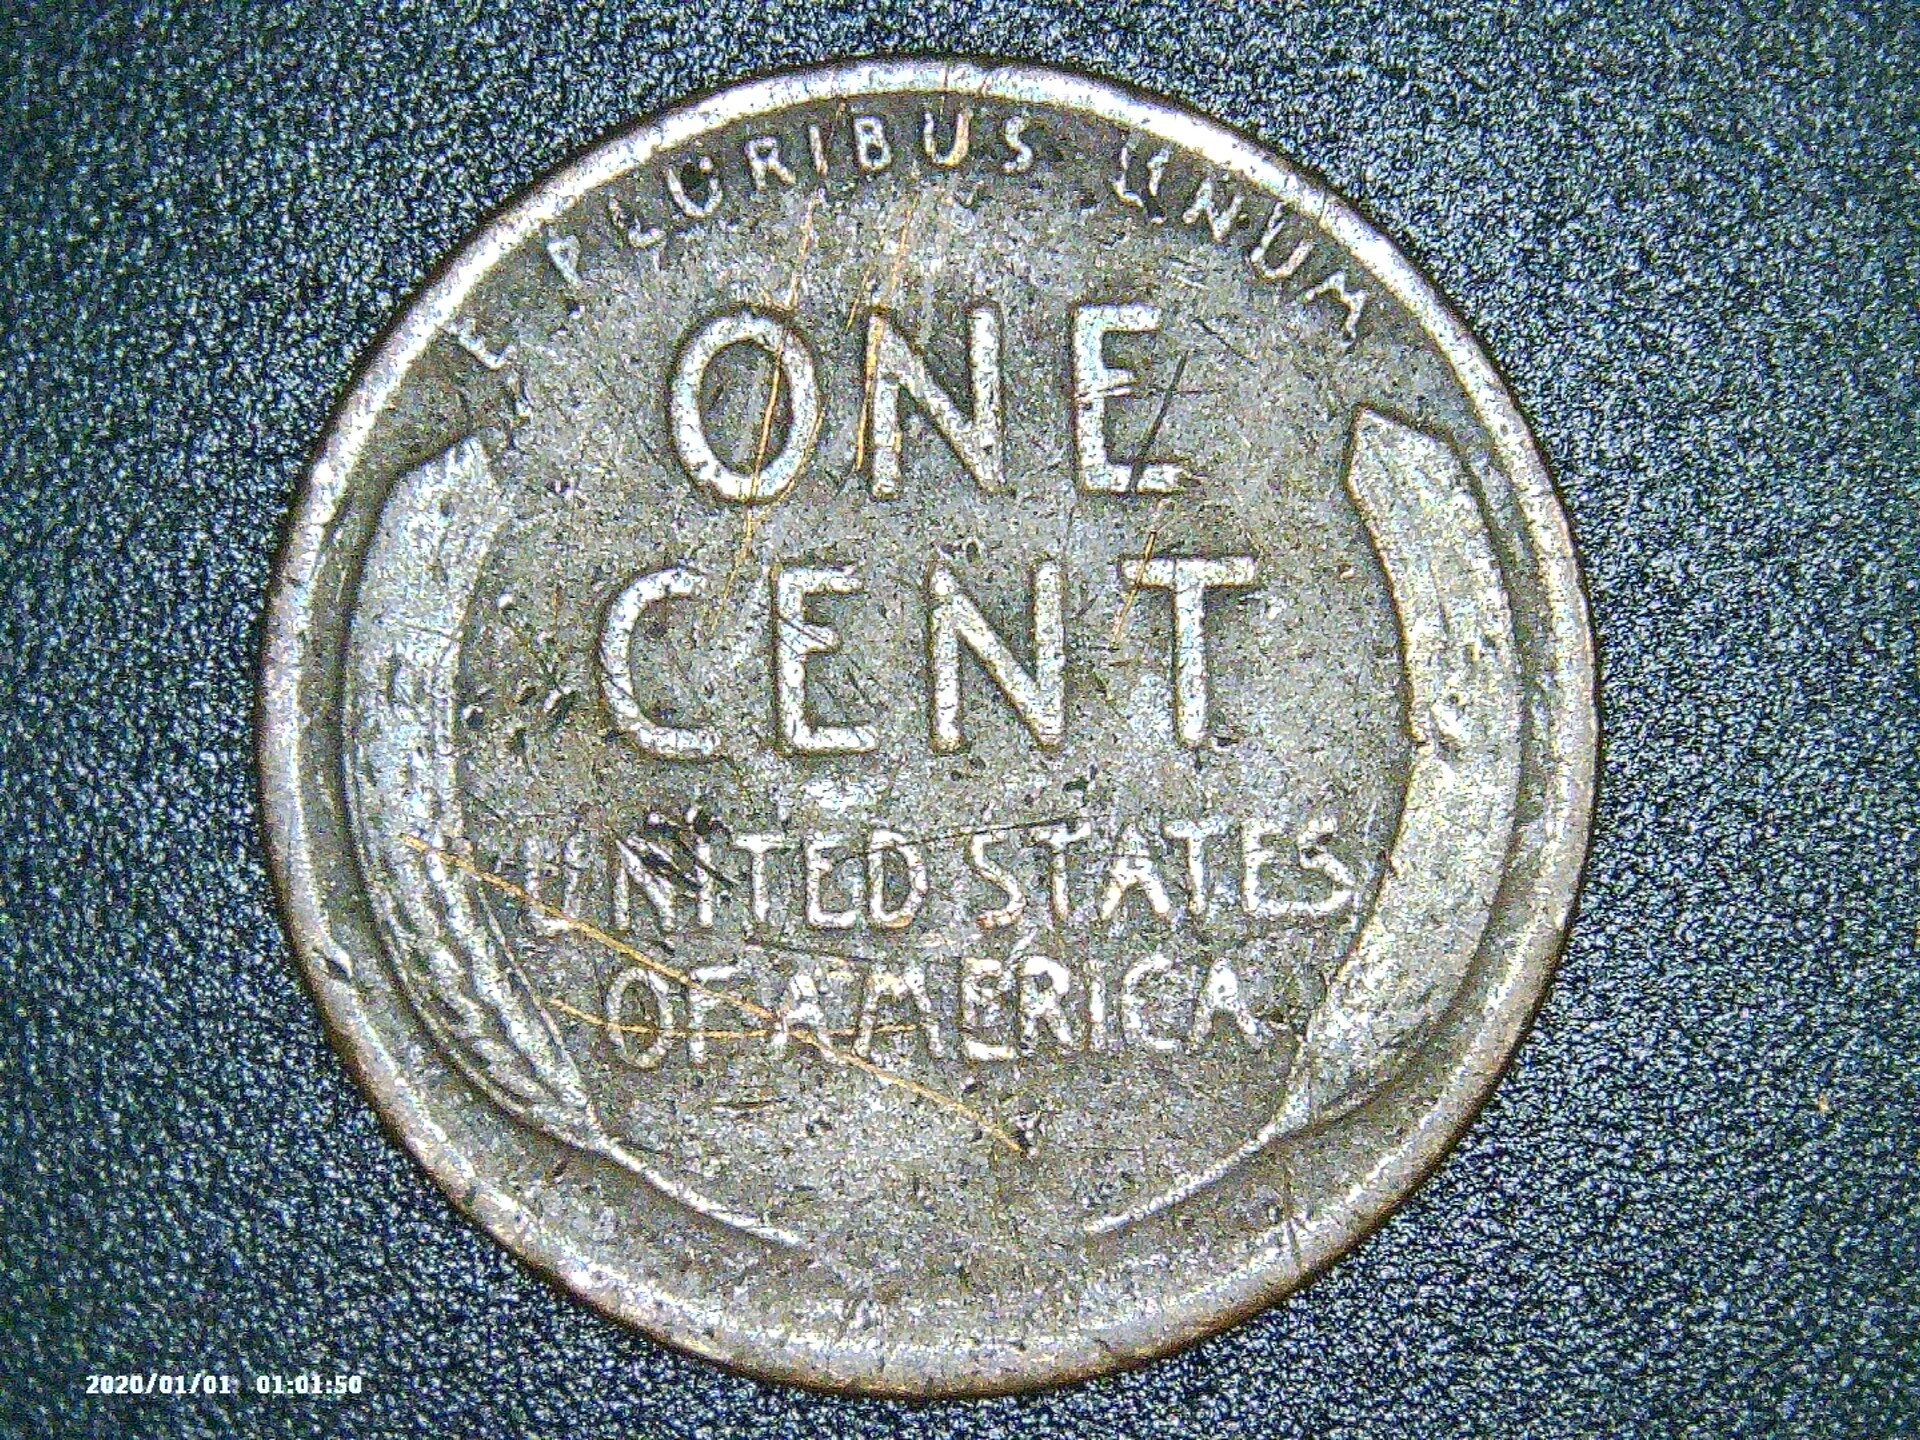 E PLURIBUS UNUM
ONE
CENT
UNITED STATES
OF AMERICA
2020/01/01 01:01:50